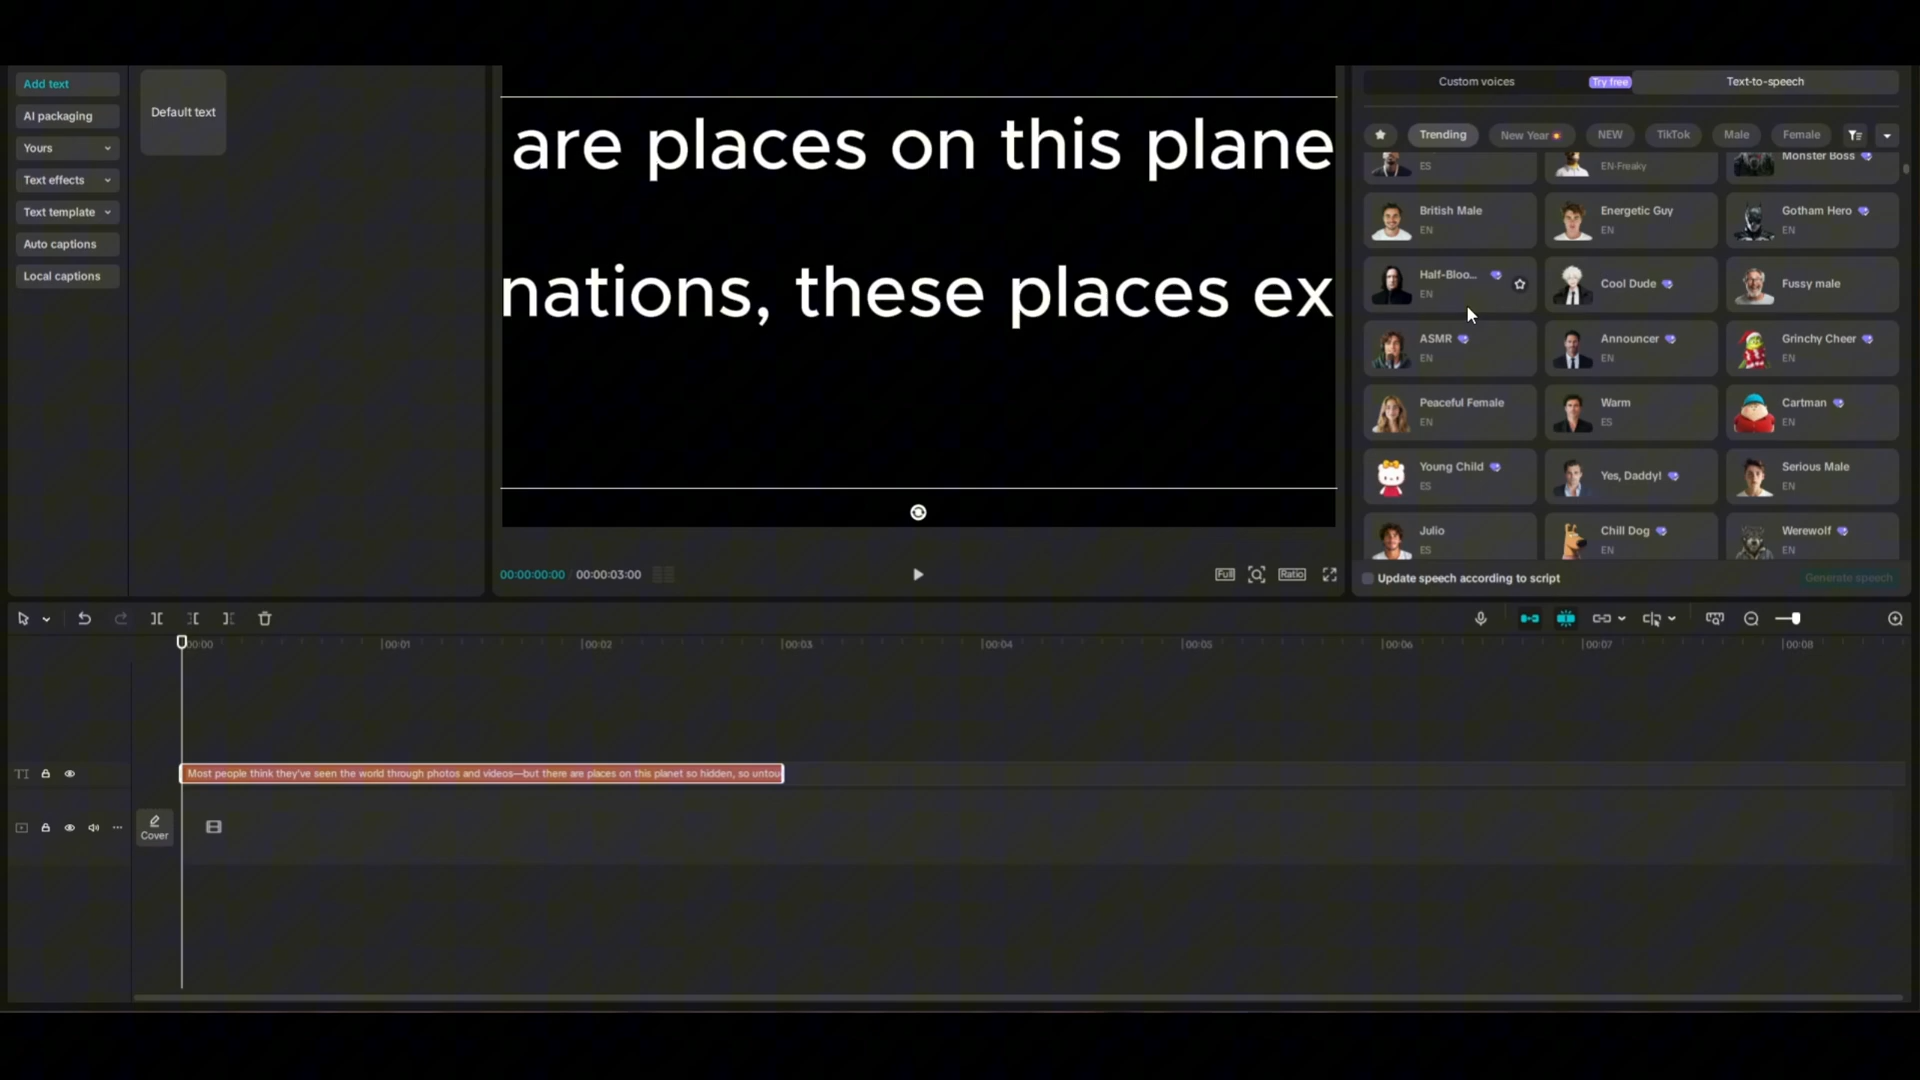 Add text
AI packaging
Yours
Text effects
Text template
Auto captions
Local captions
Default text
are places on this plane
nations, these places ex
00:00:00:00 / 00:00:03:00
Full
Ratio
Custom voices
Try free
Text-to-speech
Trending
New Year
NEW
TikTok
Male
Female
ES
EN-Freaky
Monster Boss
British Male
EN
Energetic Guy
EN
Gotham Hero
EN
Half-Bloo...
EN
Cool Dude
Fussy male
ASMR
EN
Announcer
EN
Grinchy Cheer
EN
Peaceful Female
EN
Warm
ES
Cartman
EN
Young Child
ES
Yes, Daddy!
Serious Male
EN
Julio
ES
Chill Dog
EN
Werewolf
EN
Update speech according to script
Generate speech
00:00
00:01
00:02
00:03
00:04
00:05
00:06
00:07
00:08
TI
Most people think they've seen the world through photos and videos—but there are places on this planet so hidden, so untou
Cover